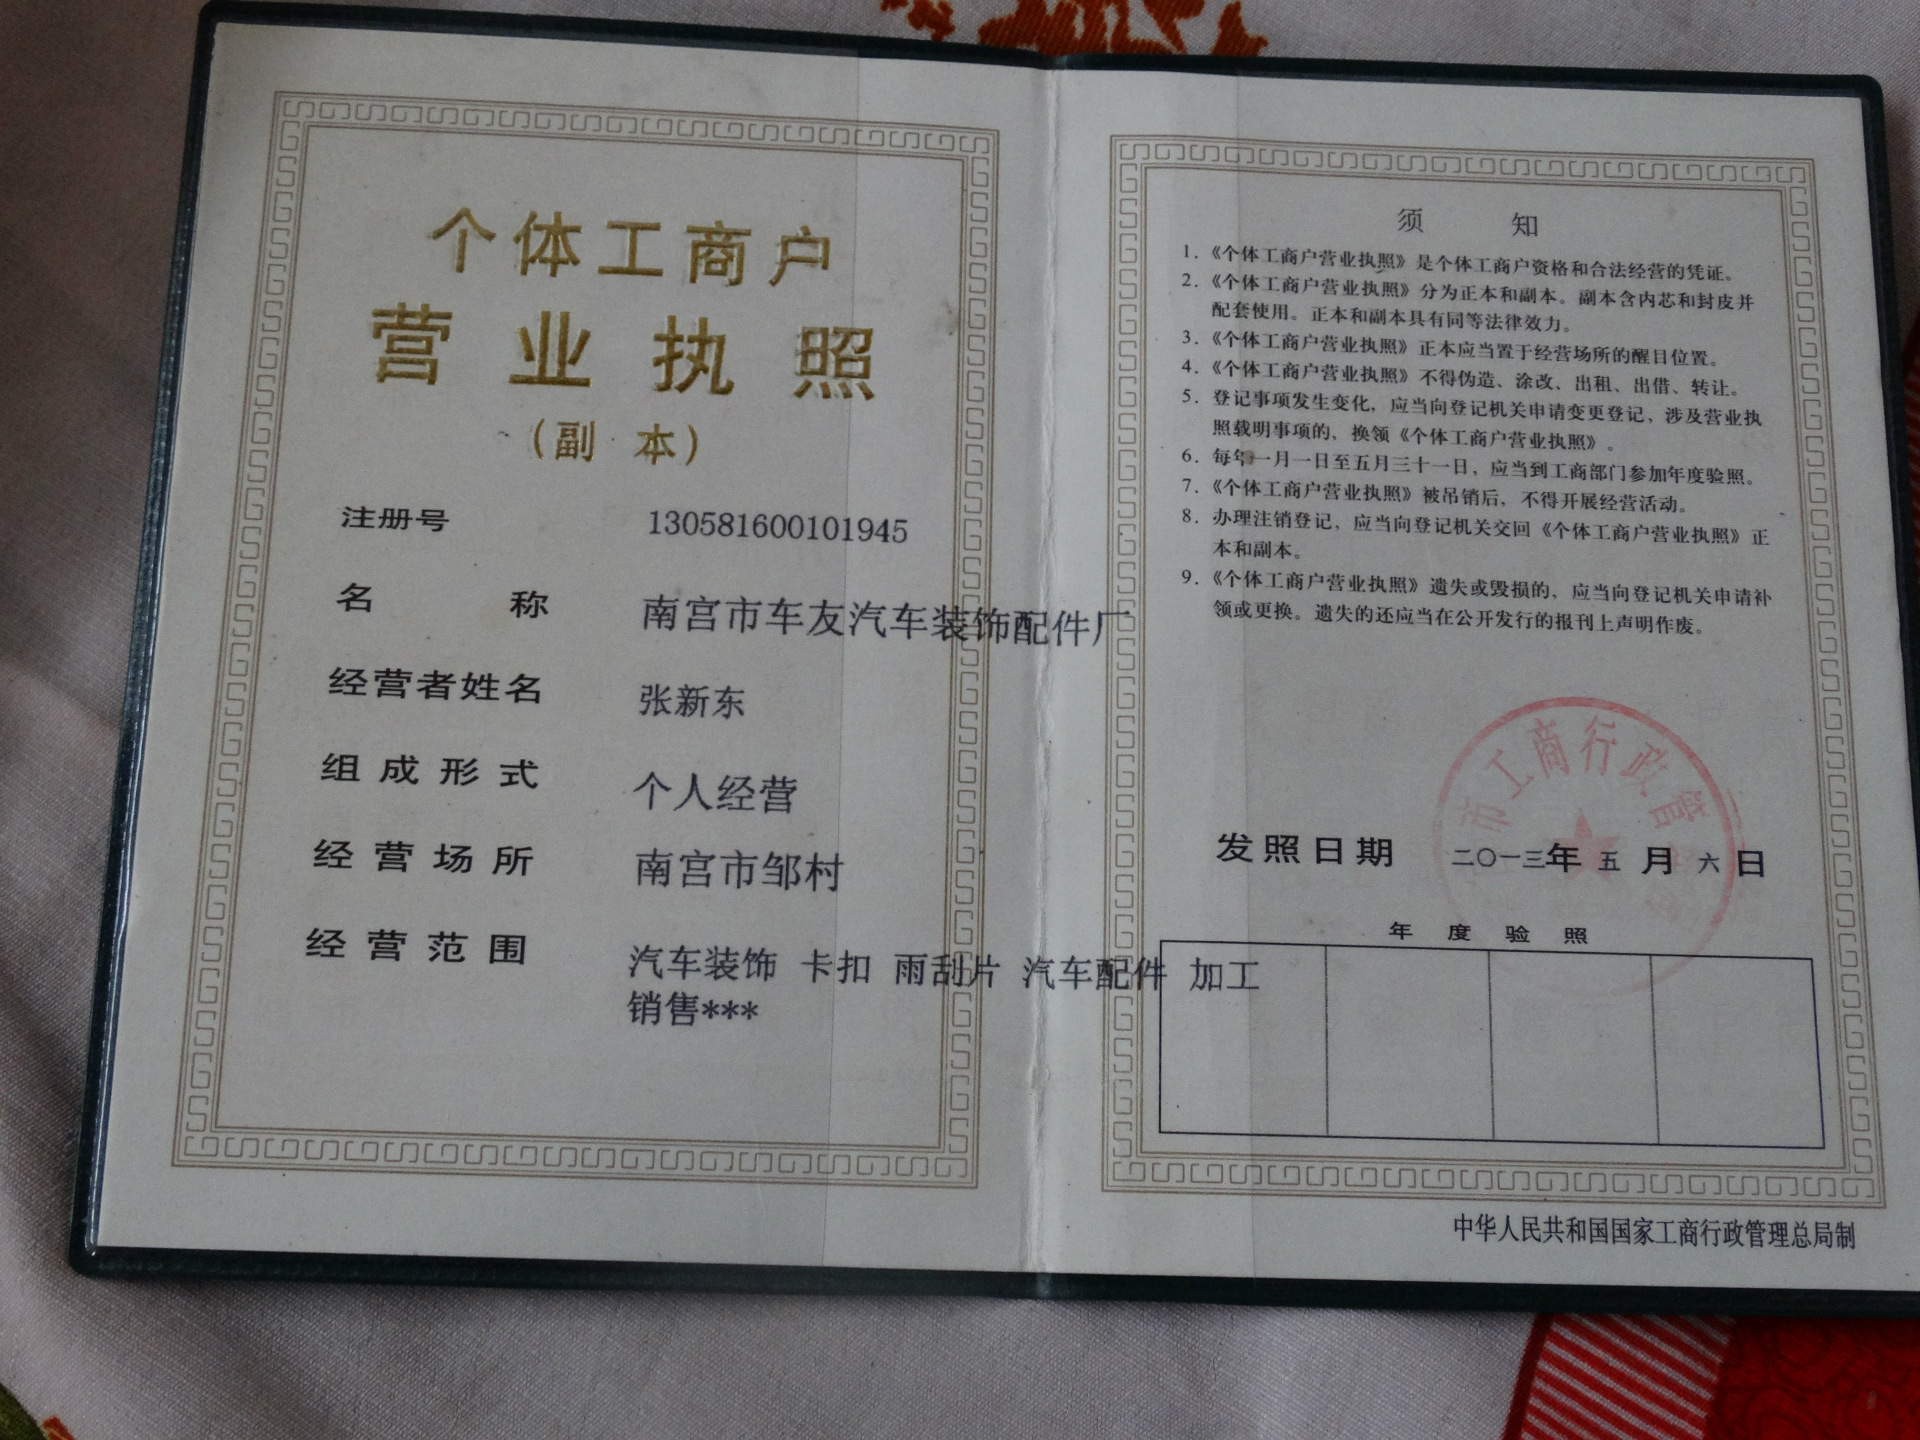 个体工商户
营业执照
（副 本）
注册号 130581600101945
名称 南宫市车友汽车装饰配件厂
经营者姓名 张新东
组成形式 个人经营
经营场所 南宫市邹村
经营范围 汽车装饰 卡扣 雨刮片 汽车配件 加工
销售***
须 知
1.《个体工商户营业执照》是个体工商户资格和合法经营的凭证。
2.《个体工商户营业执照》分为正本和副本。副本含内芯和封皮并
配套使用。正本和副本具有同等法律效力。
3.《个体工商户营业执照》正本应当置于经营场所的醒目位置。
4.《个体工商户营业执照》不得伪造、涂改、出租、出借、转让。
5. 登记事项发生变化，应当向登记机关申请变更登记，涉及营业执
照载明事项的，换领《个体工商户营业执照》。
6. 每年一月一日至五月三十一日，应当到工商部门参加年度验照。
7.《个体工商户营业执照》被吊销后，不得开展经营活动。
8. 办理注销登记，应当向登记机关交回《个体工商户营业执照》正
本和副本。
9.《个体工商户营业执照》遗失或毁损的，应当向登记机关申请补
领或更换。遗失的还应当在公开发行的报刊上声明作废。
市工商行政管
发照日期 二〇一三年 五 月 六 日
年度验照
中华人民共和国国家工商行政管理总局制